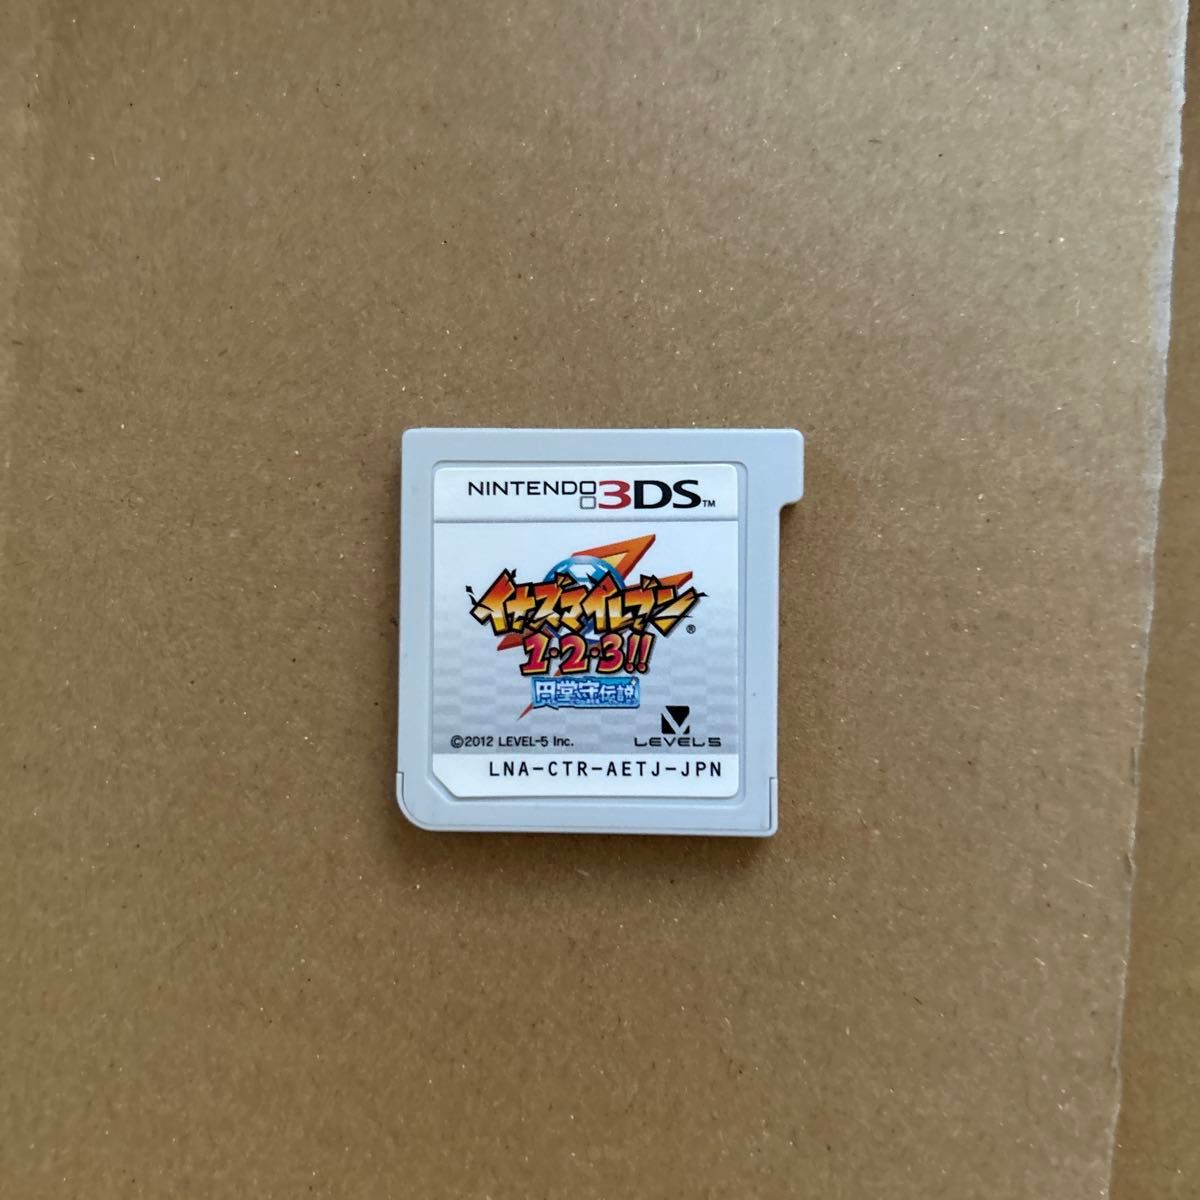 NINTENDO 3DS™
イナズマイレブン®
1・2・3!!
円堂守伝説
©2012 LEVEL-5 Inc.
LEVEL5
LNA-CTR-AETJ-JPN